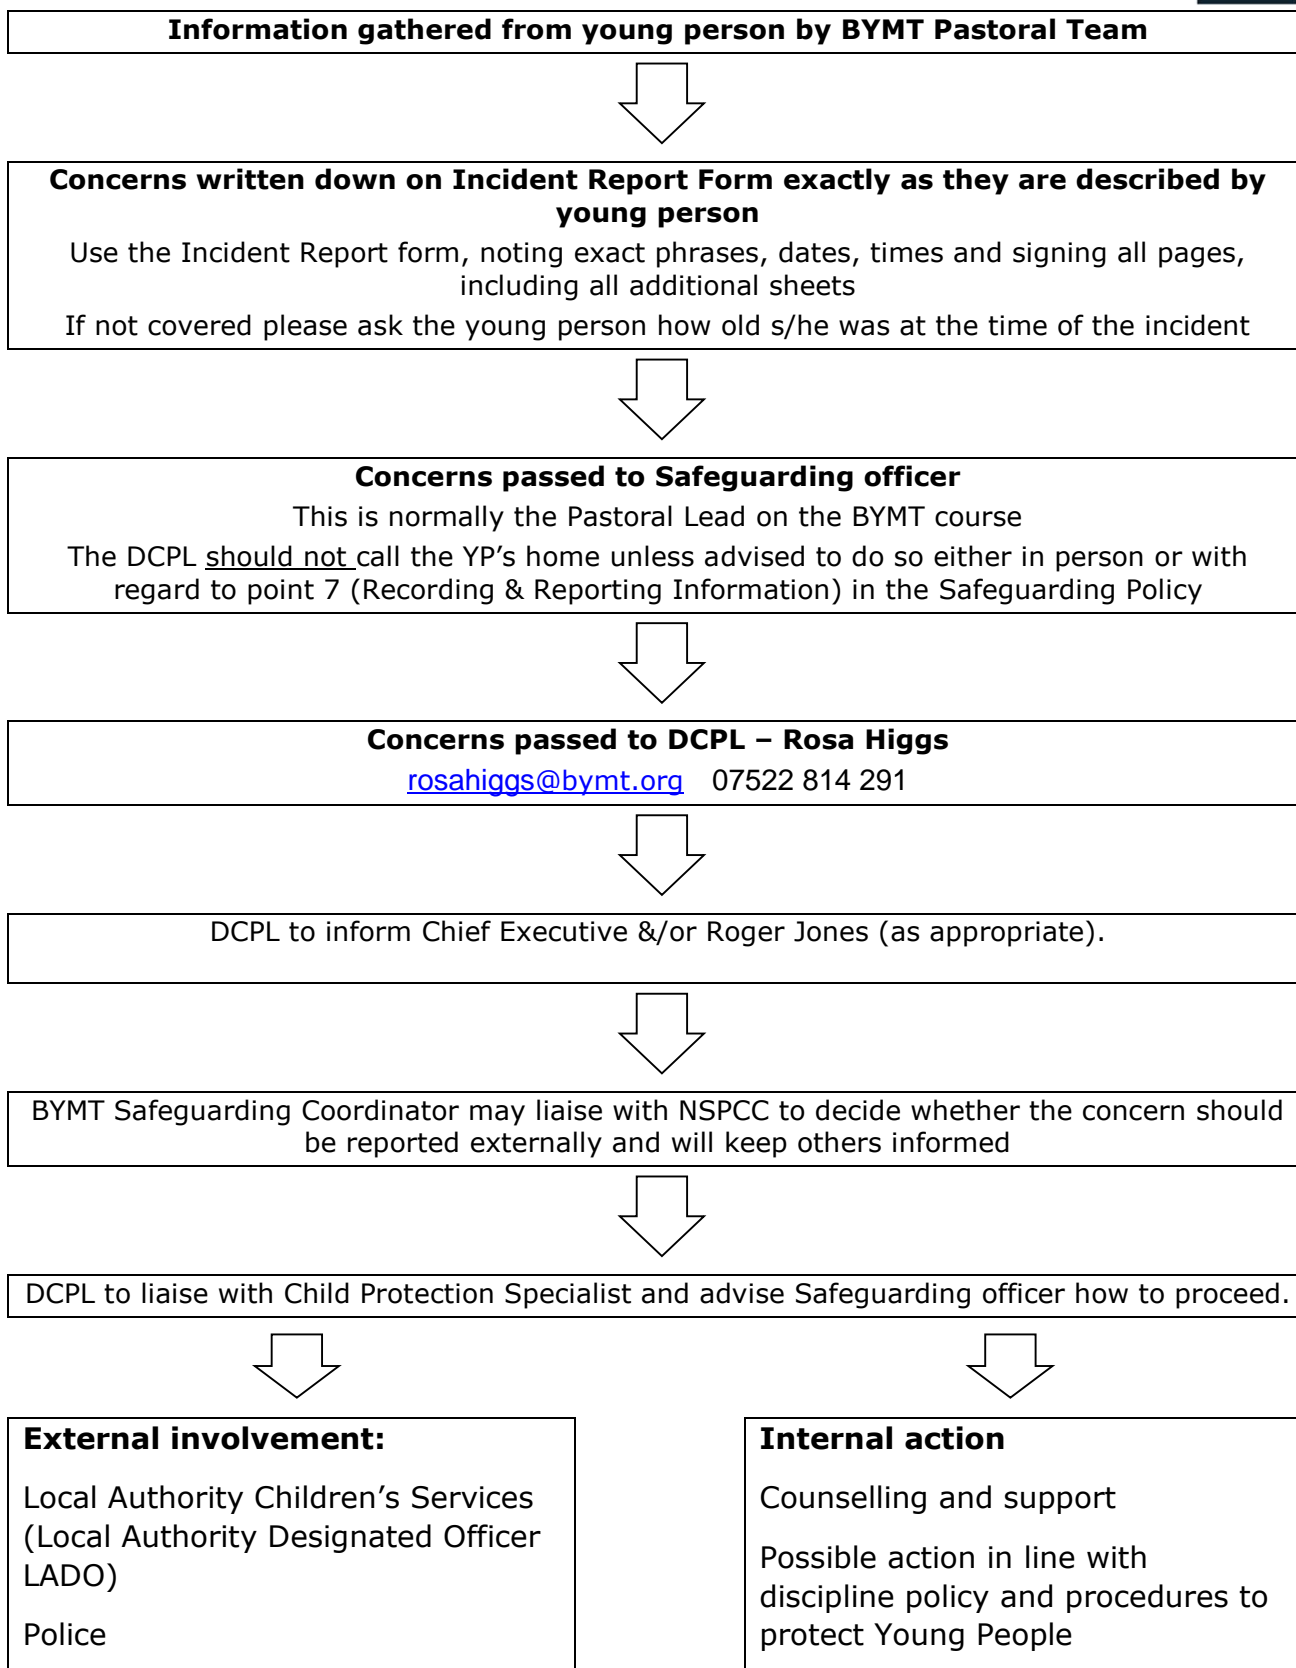 Information gathered from young person by BYMT Pastoral Team
Concerns written down on Incident Report Form exactly as they are described by
young person
Use the Incident Report form, noting exact phrases, dates, times and signing all pages,
including all additional sheets
If not covered please ask the young person how old s/he was at the time of the incident
Concerns passed to Safeguarding officer
This is normally the Pastoral Lead on the BYMT course
The DCPL should not call the YP’s home unless advised to do so either in person or with
regard to point 7 (Recording & Reporting Information) in the Safeguarding Policy
Concerns passed to DCPL – Rosa Higgs
rosahiggs@bymt.org 07522 814 291
DCPL to inform Chief Executive &/or Roger Jones (as appropriate).
BYMT Safeguarding Coordinator may liaise with NSPCC to decide whether the concern should
be reported externally and will keep others informed
DCPL to liaise with Child Protection Specialist and advise Safeguarding officer how to proceed.
External involvement:
Local Authority Children’s Services
(Local Authority Designated Officer
LADO)
Police
Internal action
Counselling and support
Possible action in line with
discipline policy and procedures to
protect Young People